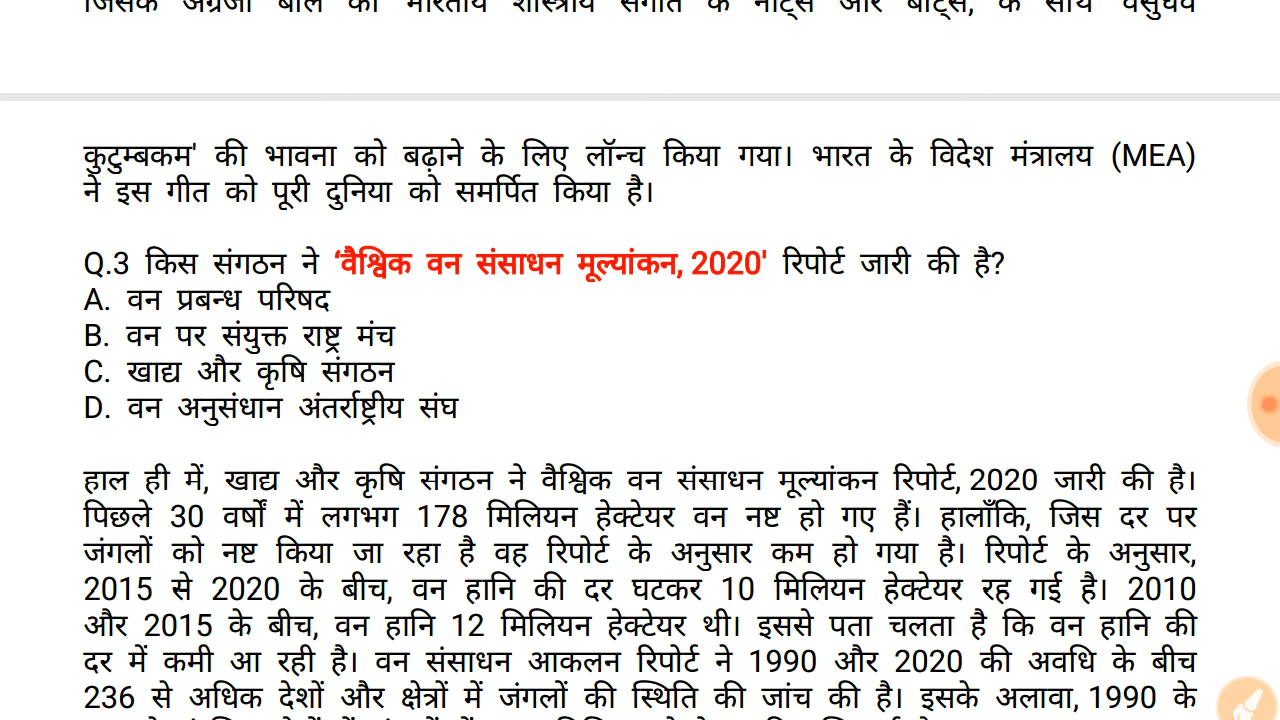 जिसके अंग्रेजी बोल को भारतीय शास्त्रीय संगीत के नोट्स और बीट्स, के साथ 'वसुधैव
कुटुम्बकम' की भावना को बढ़ाने के लिए लॉन्च किया गया। भारत के विदेश मंत्रालय (MEA)
ने इस गीत को पूरी दुनिया को समर्पित किया है।
Q.3 किस संगठन ने ‘वैश्विक वन संसाधन मूल्यांकन, 2020' रिपोर्ट जारी की है?
A. वन प्रबन्ध परिषद
B. वन पर संयुक्त राष्ट्र मंच
C. खाद्य और कृषि संगठन
D. वन अनुसंधान अंतर्राष्ट्रीय संघ
हाल ही में, खाद्य और कृषि संगठन ने वैश्विक वन संसाधन मूल्यांकन रिपोर्ट, 2020 जारी की है।
पिछले 30 वर्षों में लगभग 178 मिलियन हेक्टेयर वन नष्ट हो गए हैं। हालाँकि, जिस दर पर
जंगलों को नष्ट किया जा रहा है वह रिपोर्ट के अनुसार कम हो गया है। रिपोर्ट के अनुसार,
2015 से 2020 के बीच, वन हानि की दर घटकर 10 मिलियन हेक्टेयर रह गई है। 2010
और 2015 के बीच, वन हानि 12 मिलियन हेक्टेयर थी। इससे पता चलता है कि वन हानि की
दर में कमी आ रही है। वन संसाधन आकलन रिपोर्ट ने 1990 और 2020 की अवधि के बीच
236 से अधिक देशों और क्षेत्रों में जंगलों की स्थिति की जांच की है। इसके अलावा, 1990 के